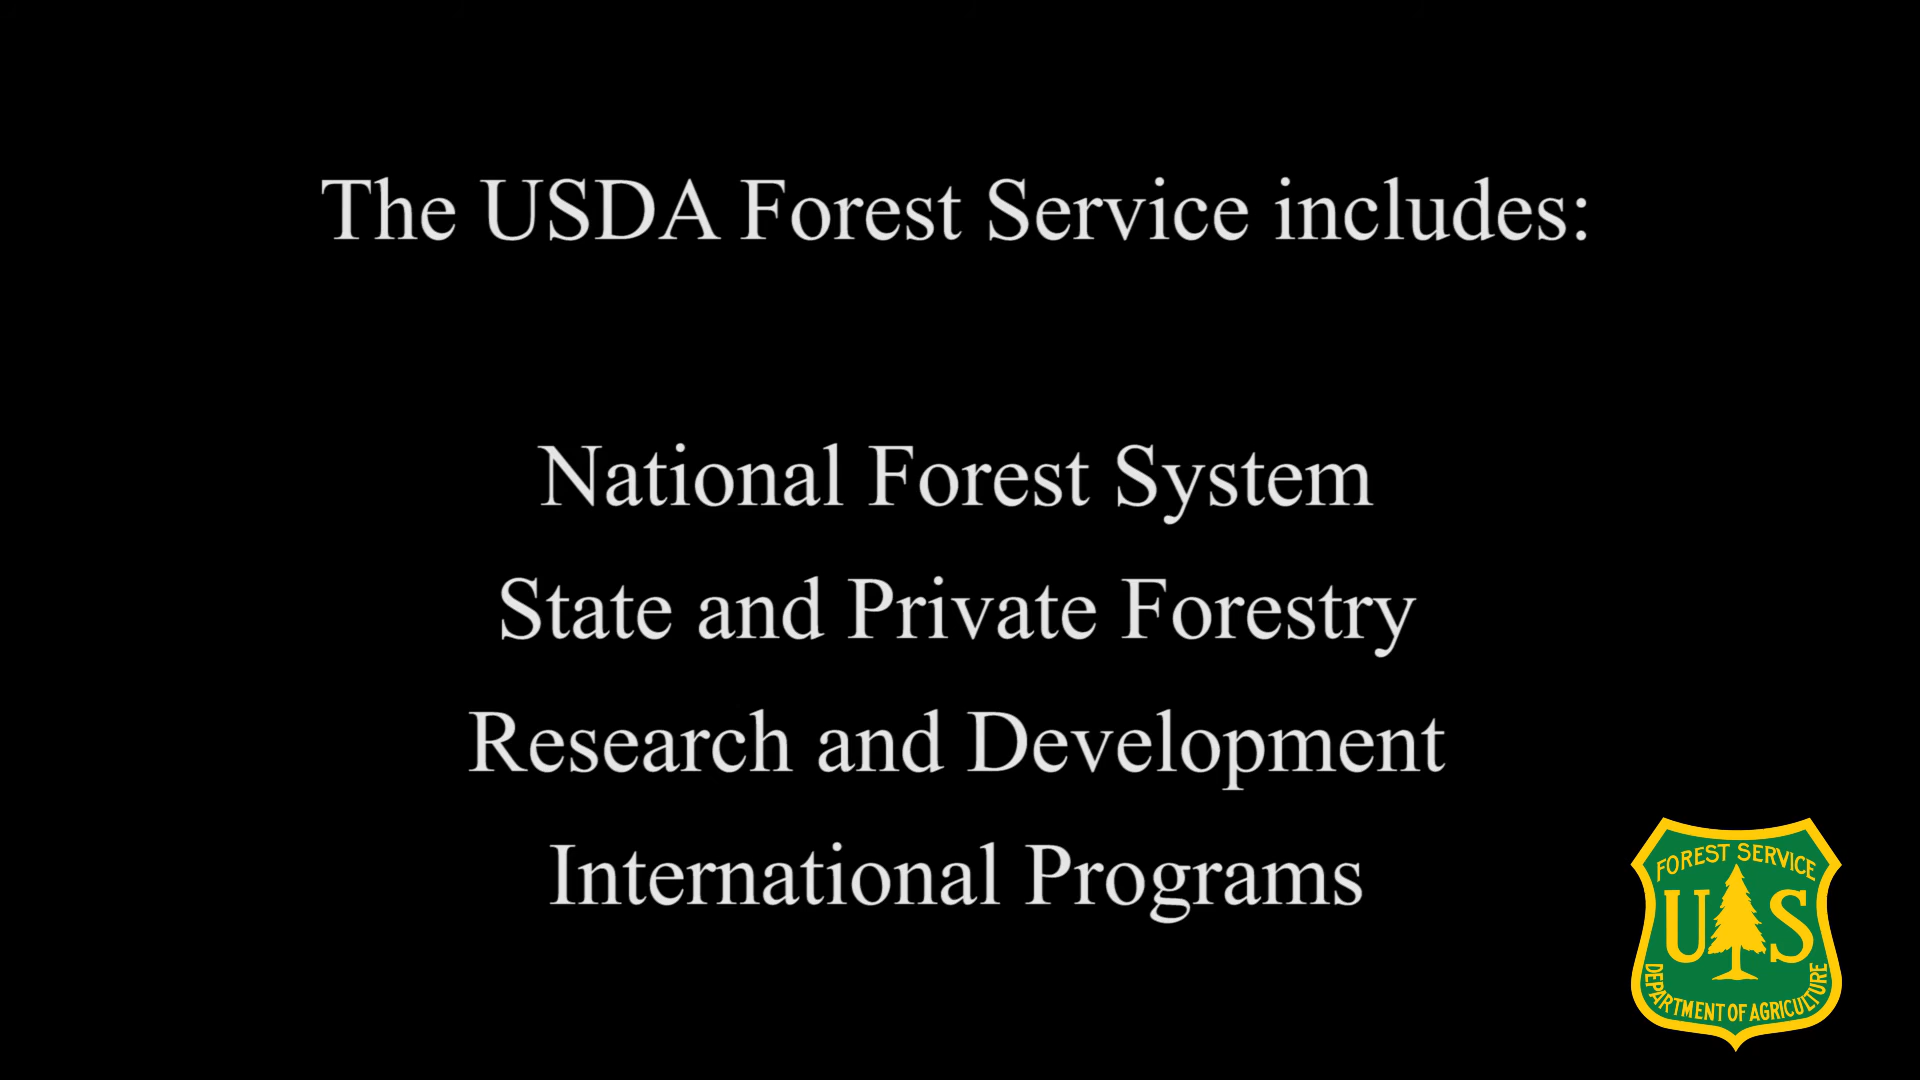 The USDA Forest Service includes:
National Forest System
State and Private Forestry
Research and Development
International Programs
FOREST SERVICE
U S
DEPARTMENT OF AGRICULTURE